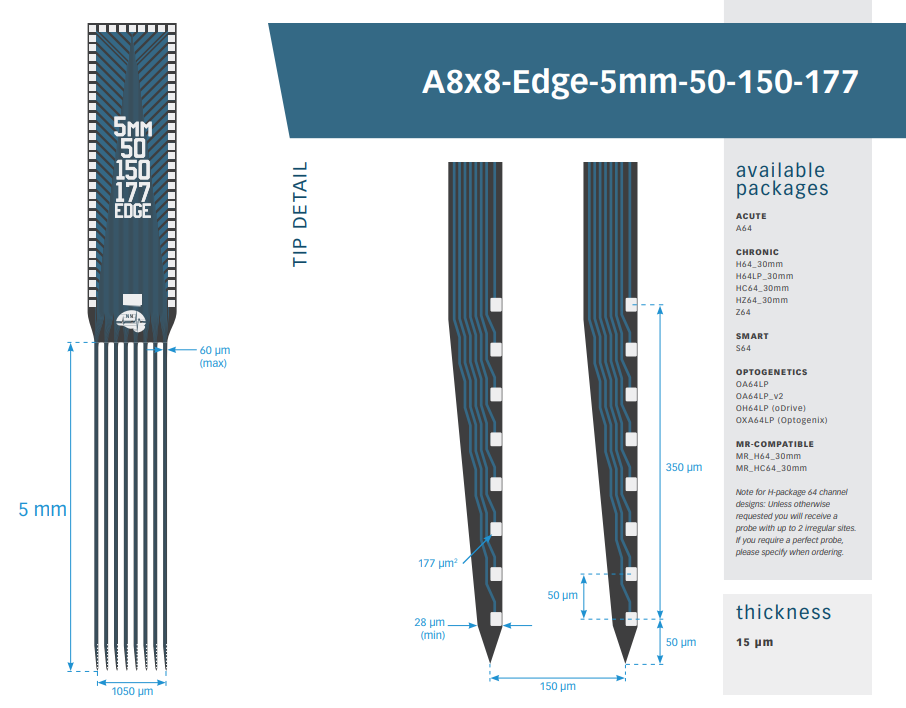 A8x8-Edge-5mm-50-150-177
5MM
50
150
177
EDGE
NN
60 µm
(max)
5 mm
1050 µm
TIP DETAIL
177 µm²
28 µm
(min)
50 µm
350 µm
50 µm
150 µm
available
packages
ACUTE
A64
CHRONIC
H64_30mm
H64LP_30mm
HC64_30mm
HZ64_30mm
Z64
SMART
S64
OPTOGENETICS
OA64LP
OA64LP_v2
OH64LP (oDrive)
OXA64LP (Optogenix)
MR-COMPATIBLE
MR_H64_30mm
MR_HC64_30mm
Note for H-package 64 channel
designs: Unless otherwise
requested you will receive a
probe with up to 2 irregular sites.
If you require a perfect probe,
please specify when ordering.
thickness
15 µm